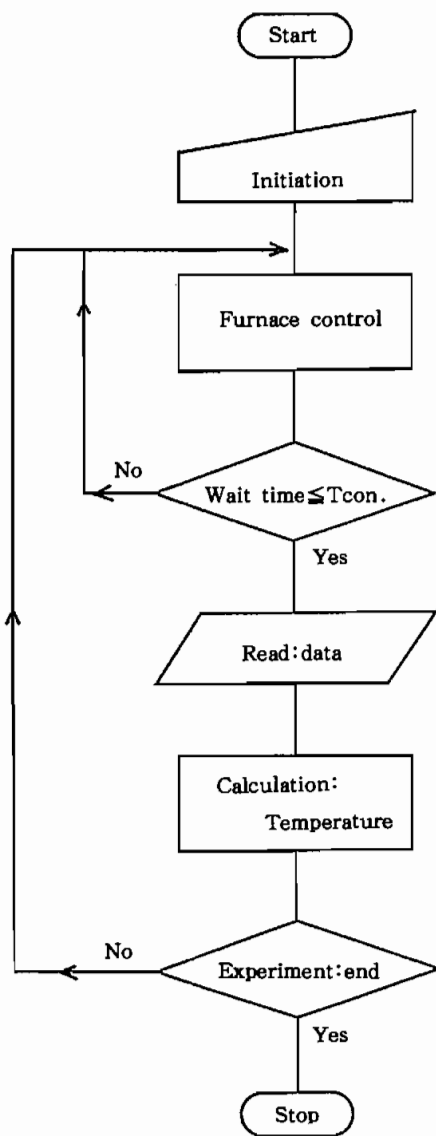 Start
Initiation
Furnace control
No
Wait time≦Tcon.
Yes
Read:data
Calculation:
Temperature
No
Experiment:end
Yes
Stop